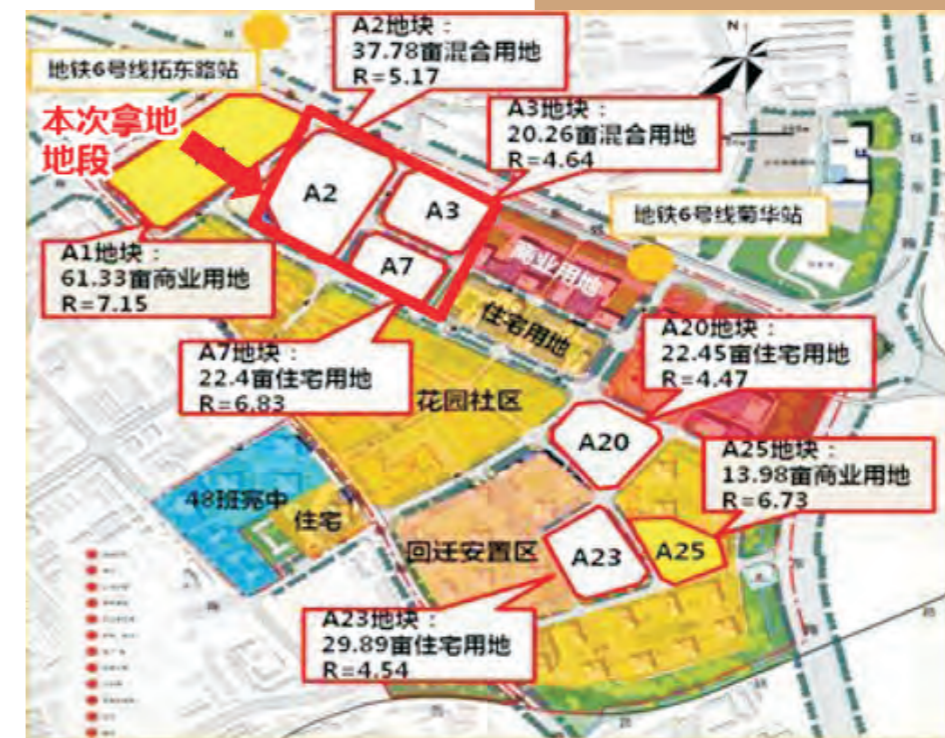 A2地块：
37.78亩混合用地
R=5.17
地铁6号线拓东路站
A3地块：
20.26亩混合用地
R=4.64
本次拿地
地段
A2
A3
地铁6号线菊华站
A7
A1地块：
61.33亩商业用地
R=7.15
商业用地
住宅用地
A20地块：
22.45亩住宅用地
R=4.47
A7地块：
22.4亩住宅用地
R=6.83
花园社区
A20
A25地块：
13.98亩商业用地
R=6.73
48班完中
住宅
回迁安置区
A23
A25
A23地块：
29.89亩住宅用地
R=4.54